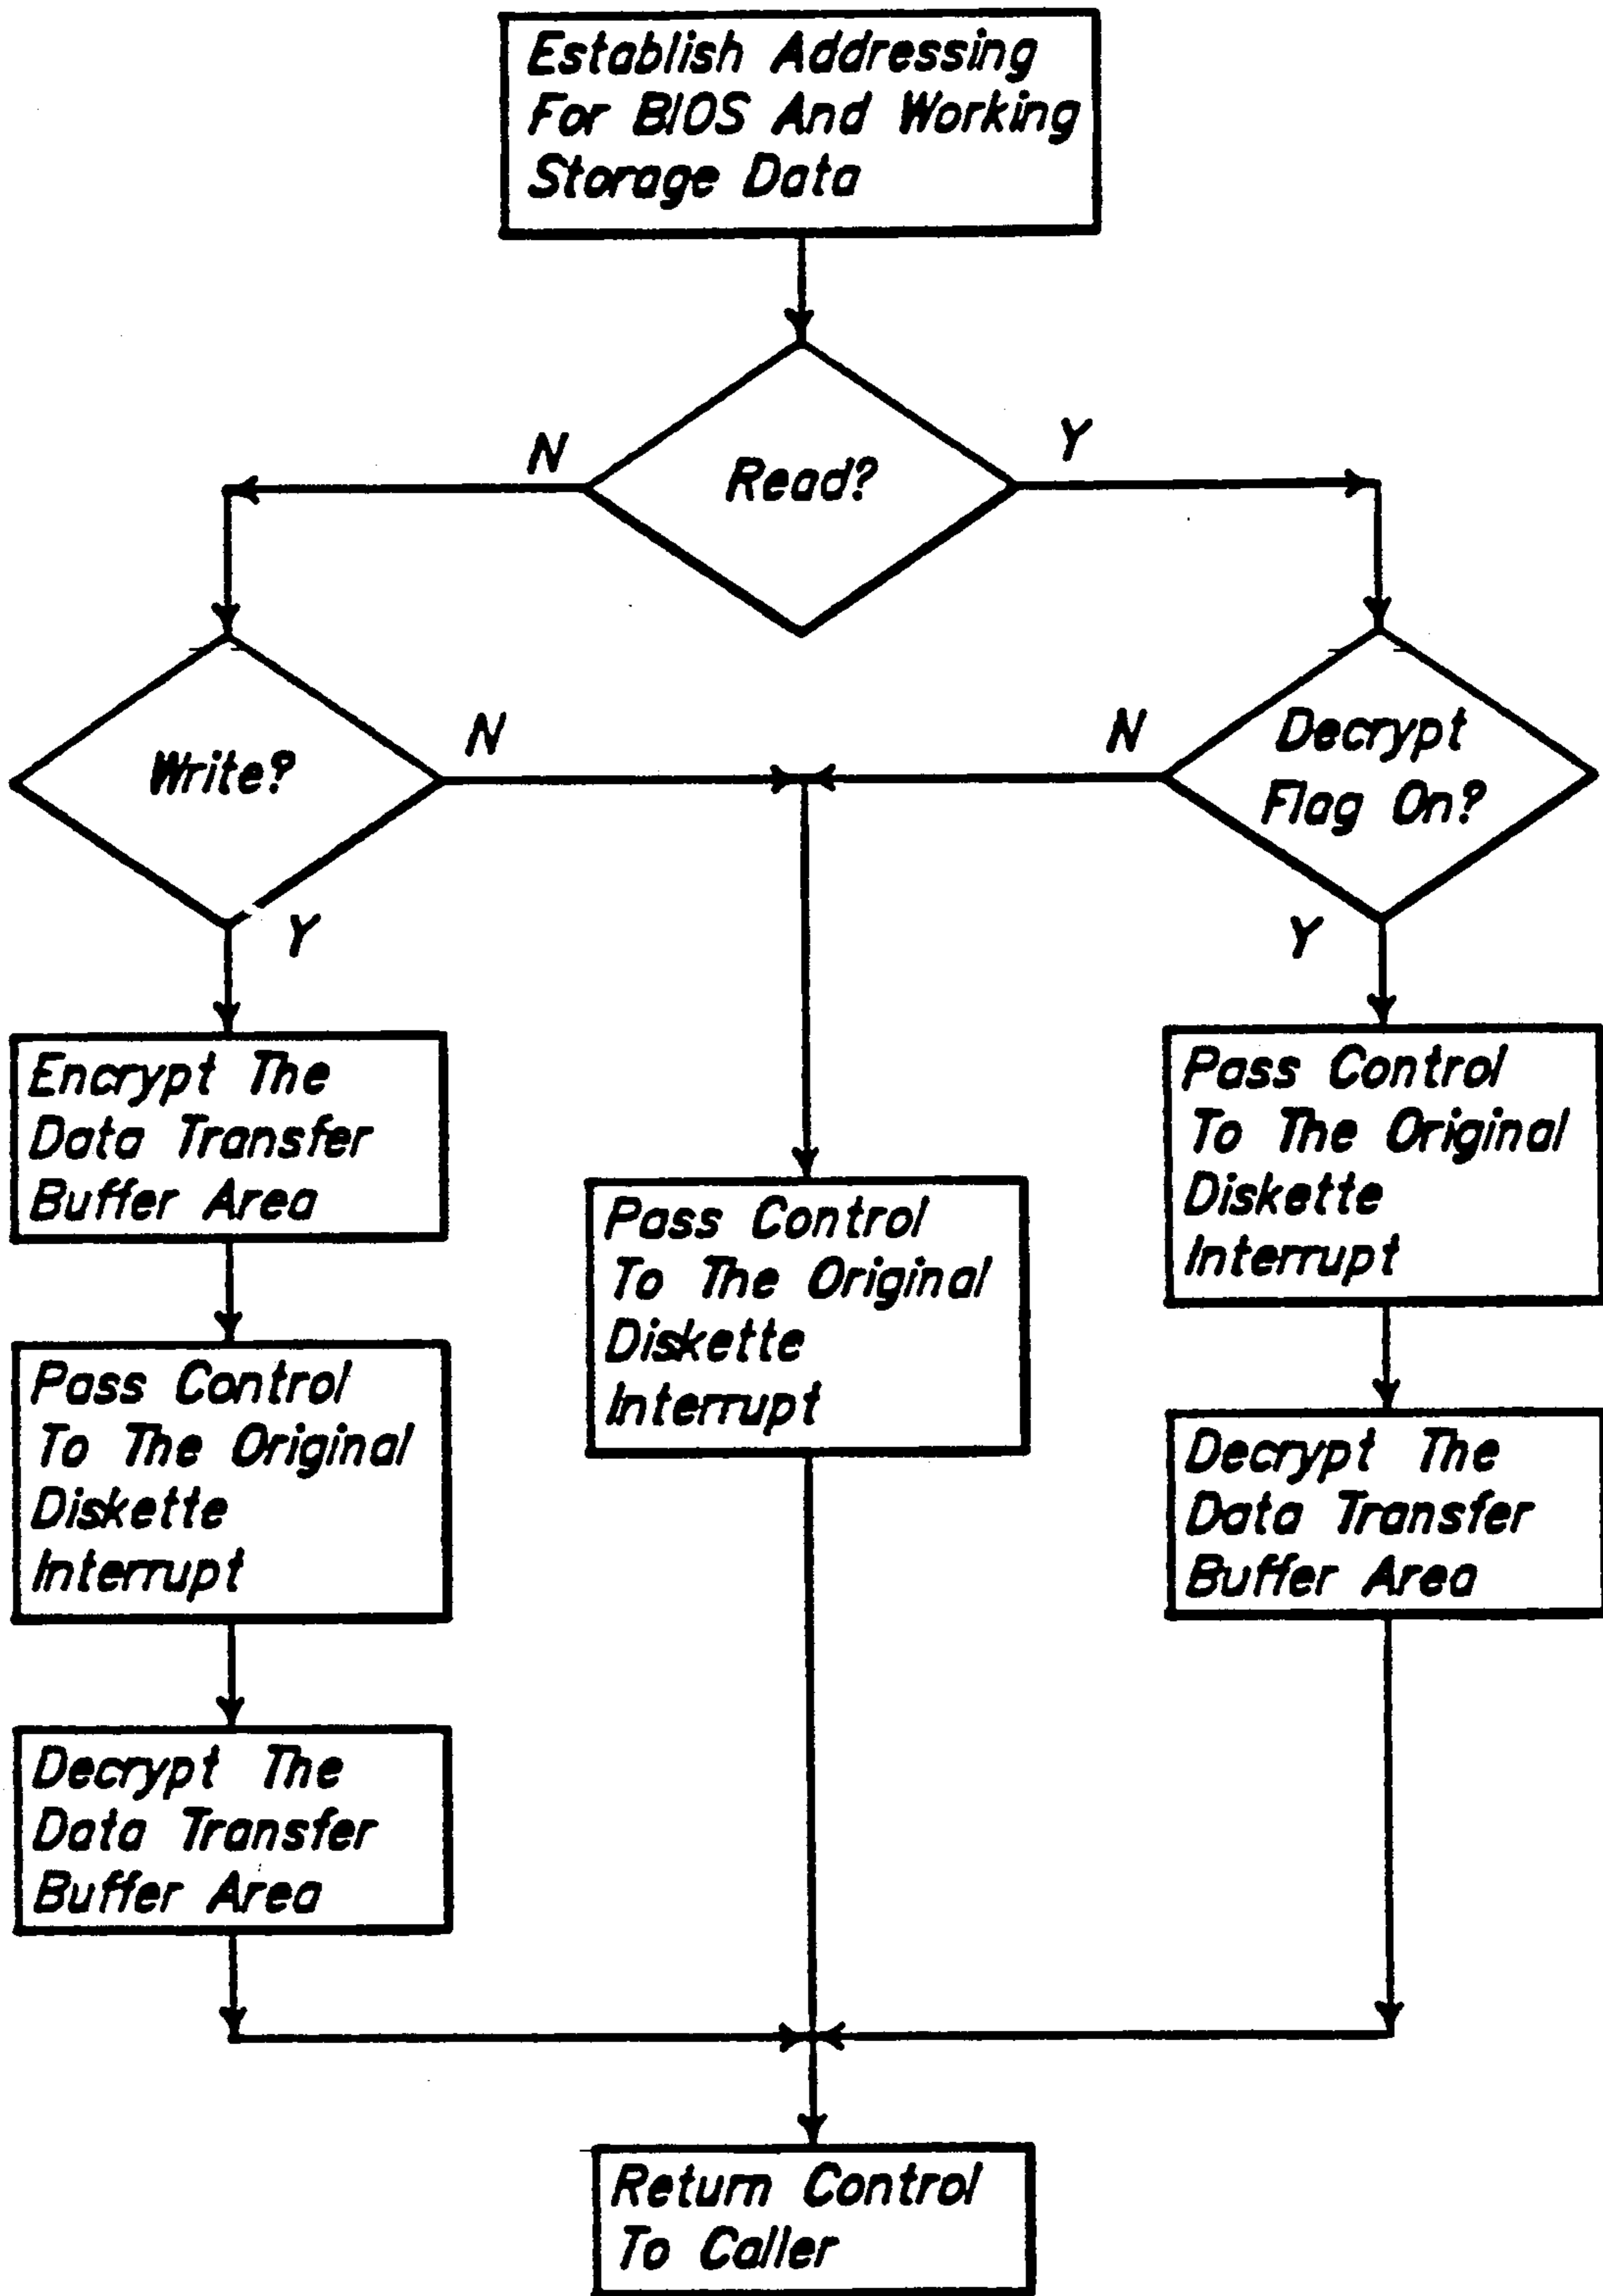 Establish Addressing
For BIOS And Working
Storage Data
N
Read?
Y
Write?
N
N
Decrypt
Flag On?
Y
Y
Encrypt The
Data Transfer
Buffer Area
Pass Control
To The Original
Diskette
Interrupt
Pass Control
To The Original
Diskette
Interrupt
Pass Control
To The Original
Diskette
Interrupt
Decrypt The
Data Transfer
Buffer Area
Decrypt The
Data Transfer
Buffer Area
Return Control
To Caller